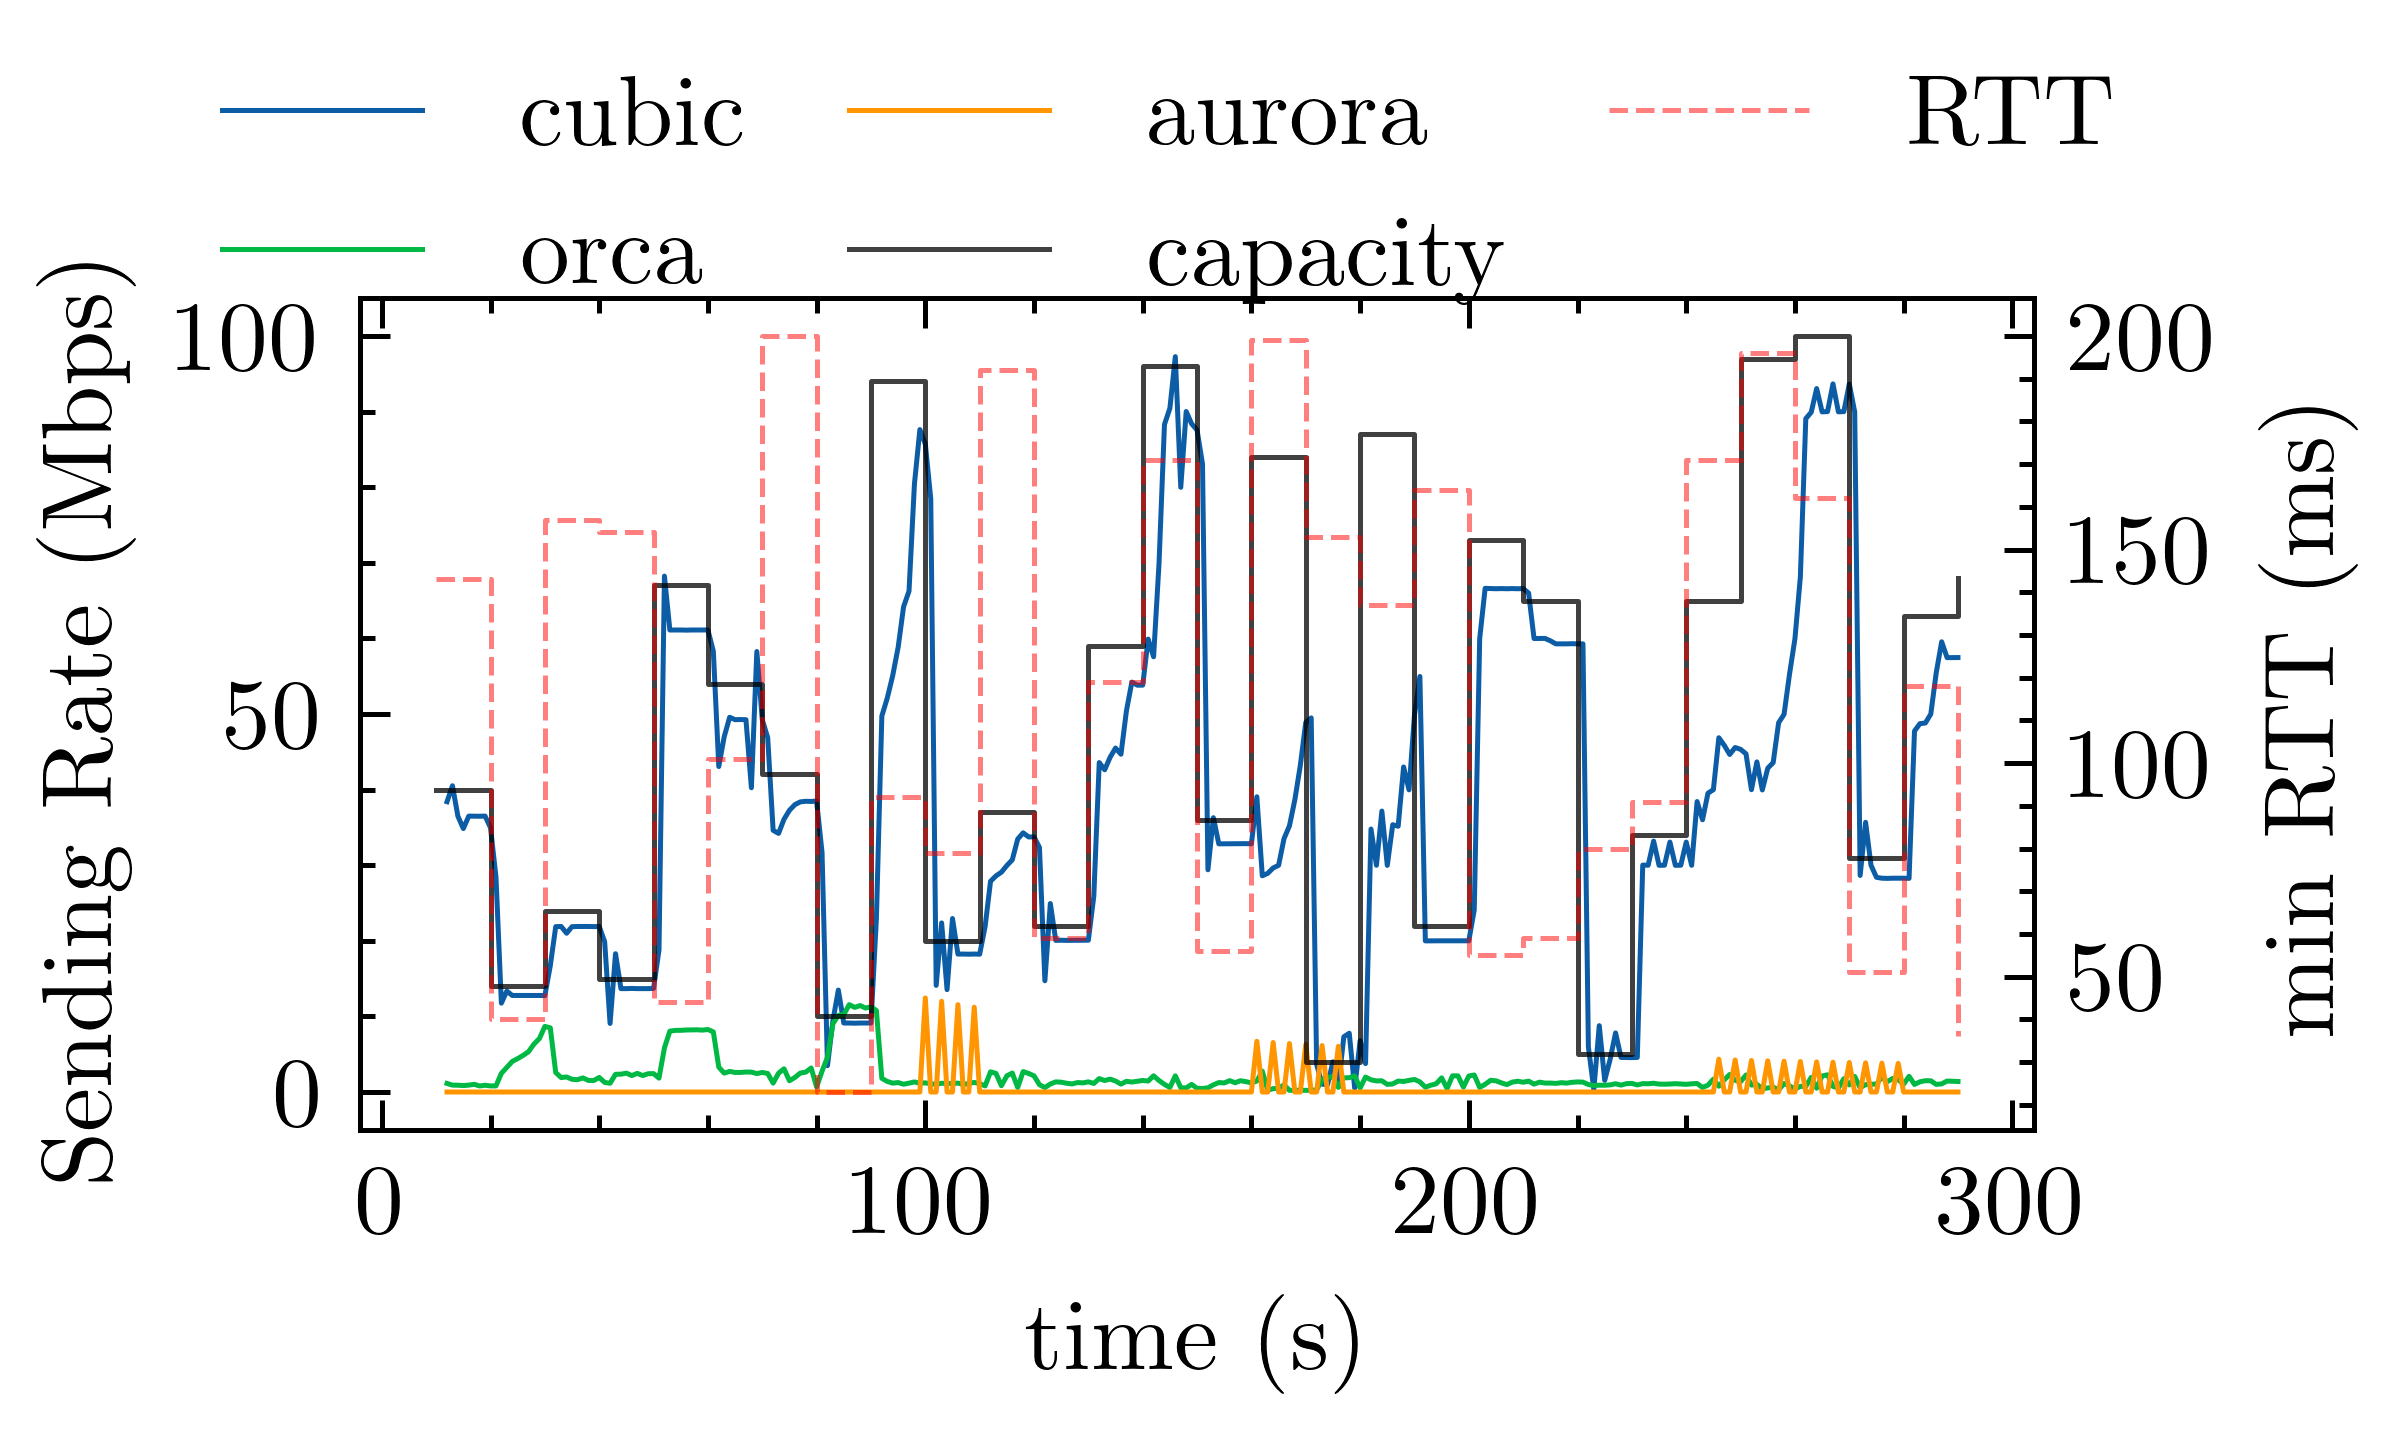 cubic
aurora
RTT
orca
capacity
Sending Rate (Mbps)
100
50
0
200
150
100
50
min RTT (ms)
0
100
200
300
time (s)